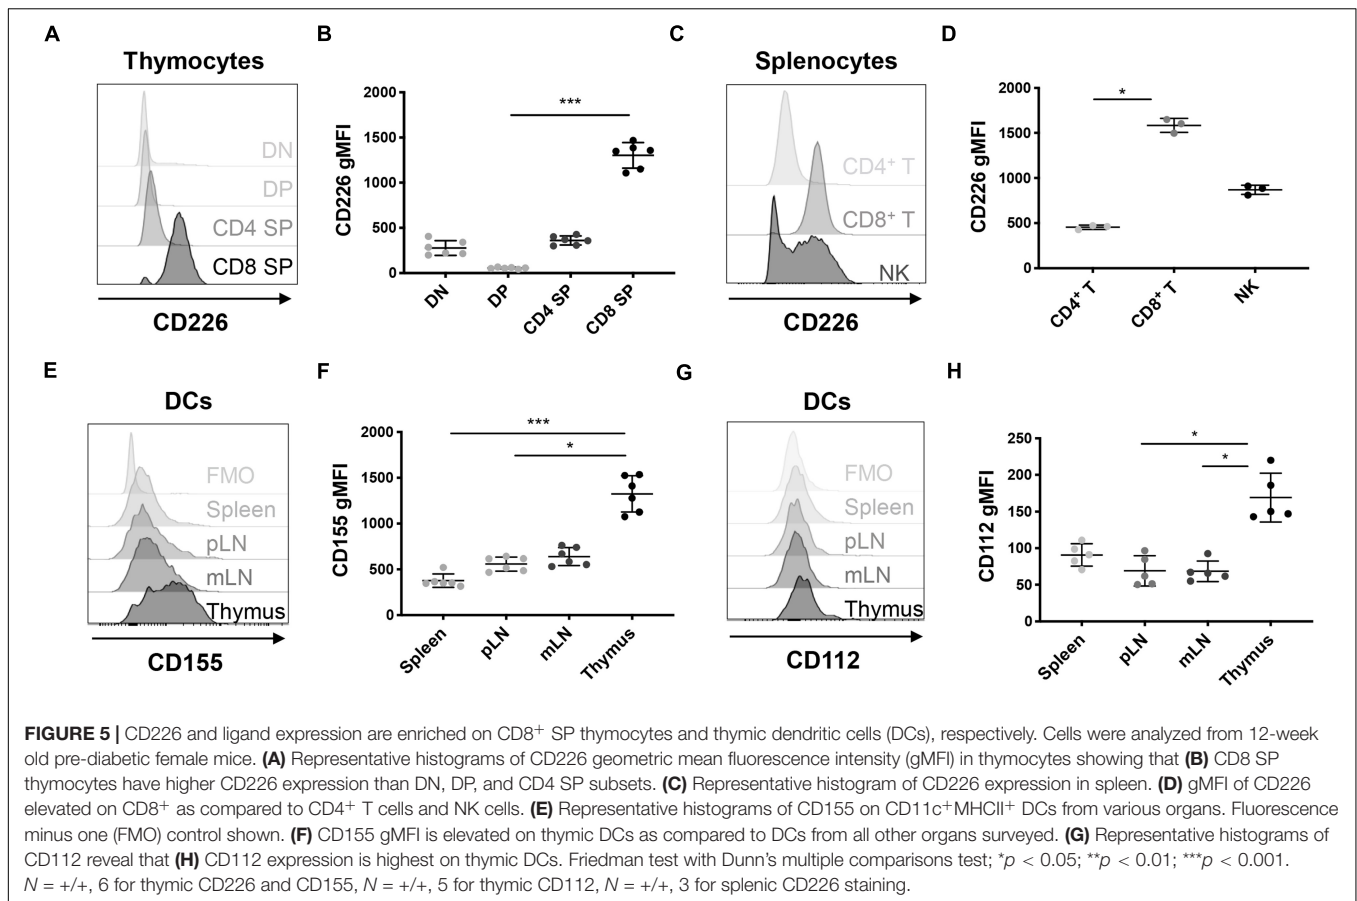 A
Thymocytes
DN
DP
CD4 SP
CD8 SP
CD226
B
CD226 gMFI
2000
1500
1000
500
0
***
DN
DP
CD4 SP
CD8 SP
C
Splenocytes
CD4+ T
CD8+ T
NK
CD226
D
CD226 gMFI
2000
1500
1000
500
0
*
CD4+ T
CD8+ T
NK
E
DCs
FMO
Spleen
pLN
mLN
Thymus
CD155
F
CD155 gMFI
2000
1500
1000
500
0
***
*
Spleen
pLN
mLN
Thymus
G
DCs
FMO
Spleen
pLN
mLN
Thymus
CD112
H
CD112 gMFI
250
200
150
100
50
0
*
*
Spleen
pLN
mLN
Thymus
FIGURE 5 | CD226 and ligand expression are enriched on CD8+ SP thymocytes and thymic dendritic cells (DCs), respectively. Cells were analyzed from 12-week
old pre-diabetic female mice. (A) Representative histograms of CD226 geometric mean fluorescence intensity (gMFI) in thymocytes showing that (B) CD8 SP
thymocytes have higher CD226 expression than DN, DP, and CD4 SP subsets. (C) Representative histogram of CD226 expression in spleen. (D) gMFI of CD226
elevated on CD8+ as compared to CD4+ T cells and NK cells. (E) Representative histograms of CD155 on CD11c+MHCII+ DCs from various organs. Fluorescence
minus one (FMO) control shown. (F) CD155 gMFI is elevated on thymic DCs as compared to DCs from all other organs surveyed. (G) Representative histograms of
CD112 reveal that (H) CD112 expression is highest on thymic DCs. Friedman test with Dunn's multiple comparisons test; *p < 0.05; **p < 0.01; ***p < 0.001.
N = +/+, 6 for thymic CD226 and CD155, N = +/+, 5 for thymic CD112, N = +/+, 3 for splenic CD226 staining.